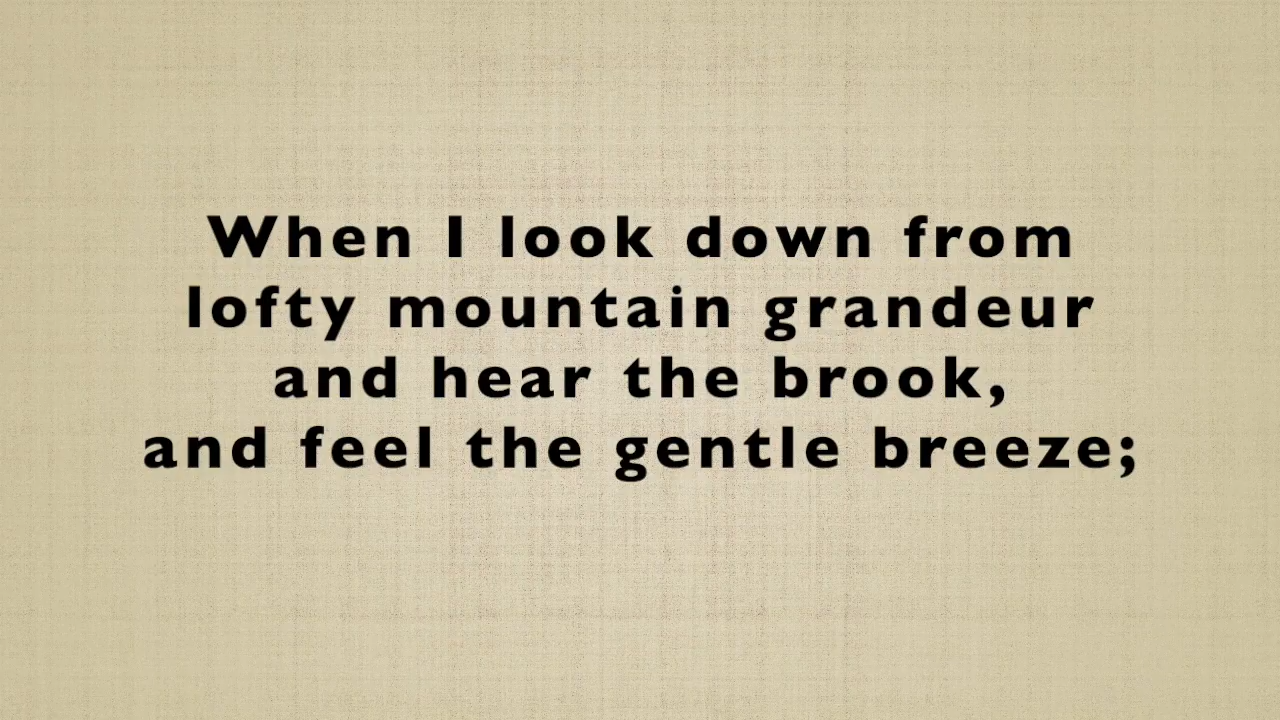 When I look down from
lofty mountain grandeur
and hear the brook,
and feel the gentle breeze;